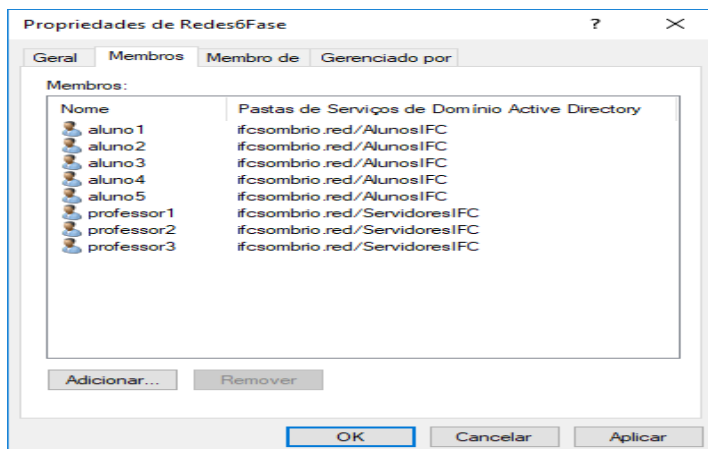 Propriedades de Redes6Fase ? ×
Geral Membros Membro de Gerenciado por
Membros:
Nome Pastas de Serviços de Domínio Active Directory
aluno1 ifcsombrio.red/AlunosIFC
aluno2 ifcsombrio.red/AlunosIFC
aluno3 ifcsombrio.red/AlunosIFC
aluno4 ifcsombrio.red/AlunosIFC
aluno5 ifcsombrio.red/AlunosIFC
professor1 ifcsombrio.red/ServidoresIFC
professor2 ifcsombrio.red/ServidoresIFC
professor3 ifcsombrio.red/ServidoresIFC
Adicionar... Remover
OK Cancelar Aplicar